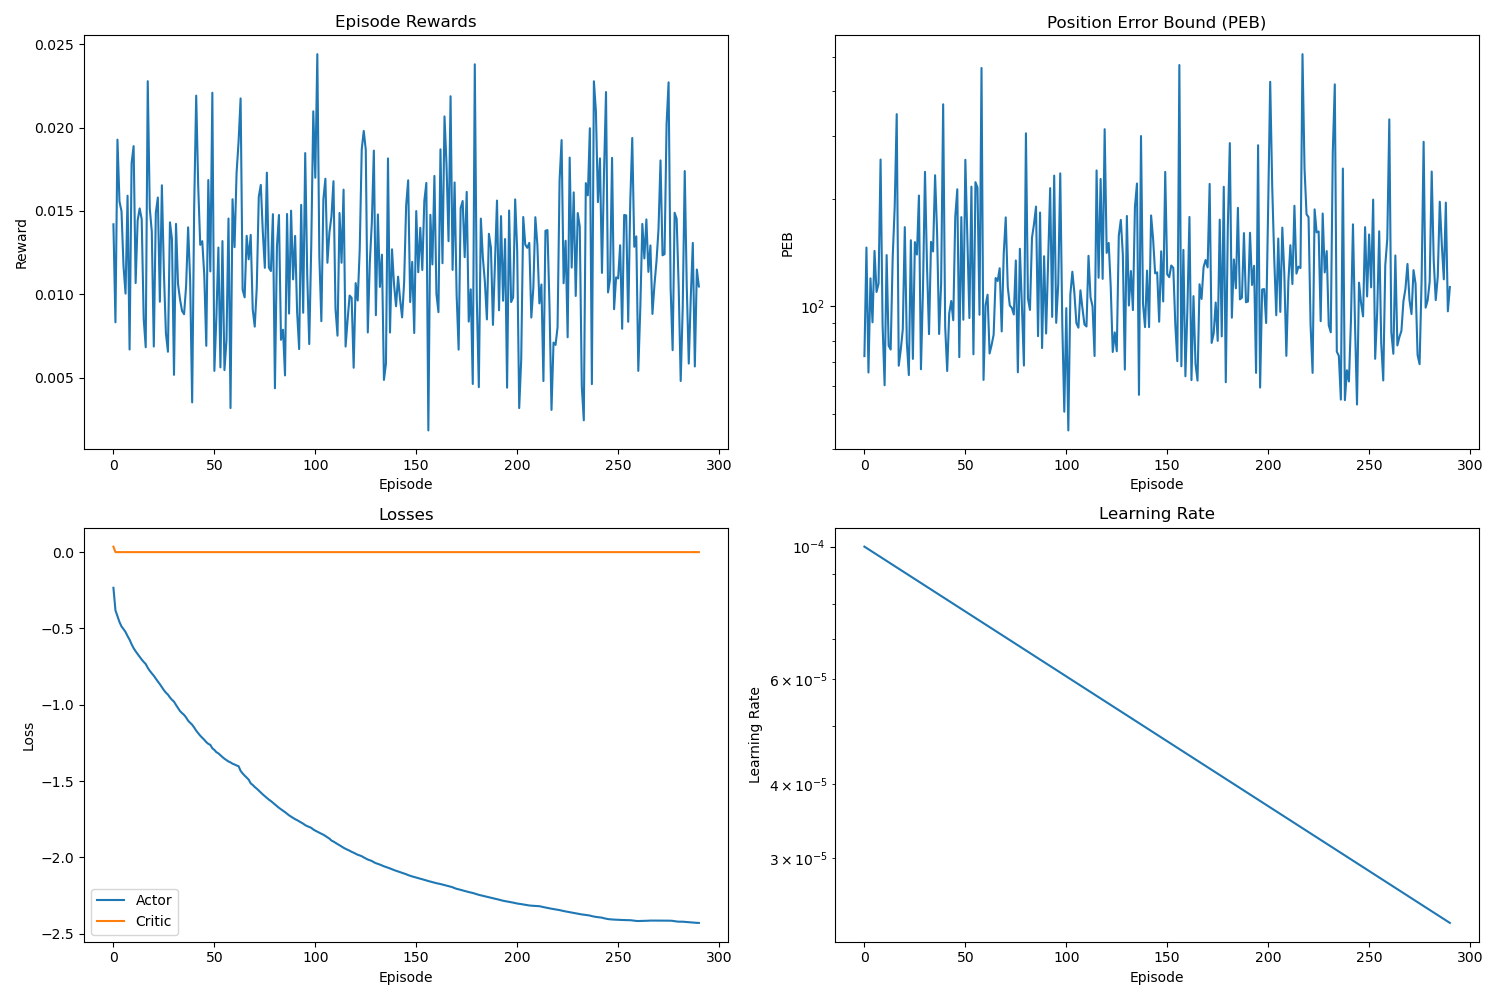 Episode Rewards
0.025
0.020
0.015
0.010
0.005
Reward
0 50 100 150 200 250 300
Episode
Position Error Bound (PEB)
10²
PEB
0 50 100 150 200 250 300
Episode
Losses
0.0
−0.5
−1.0
−1.5
−2.0
−2.5
Loss
Actor
Critic
0 50 100 150 200 250 300
Episode
Learning Rate
10⁻⁴
6 × 10⁻⁵
4 × 10⁻⁵
3 × 10⁻⁵
Learning Rate
0 50 100 150 200 250 300
Episode